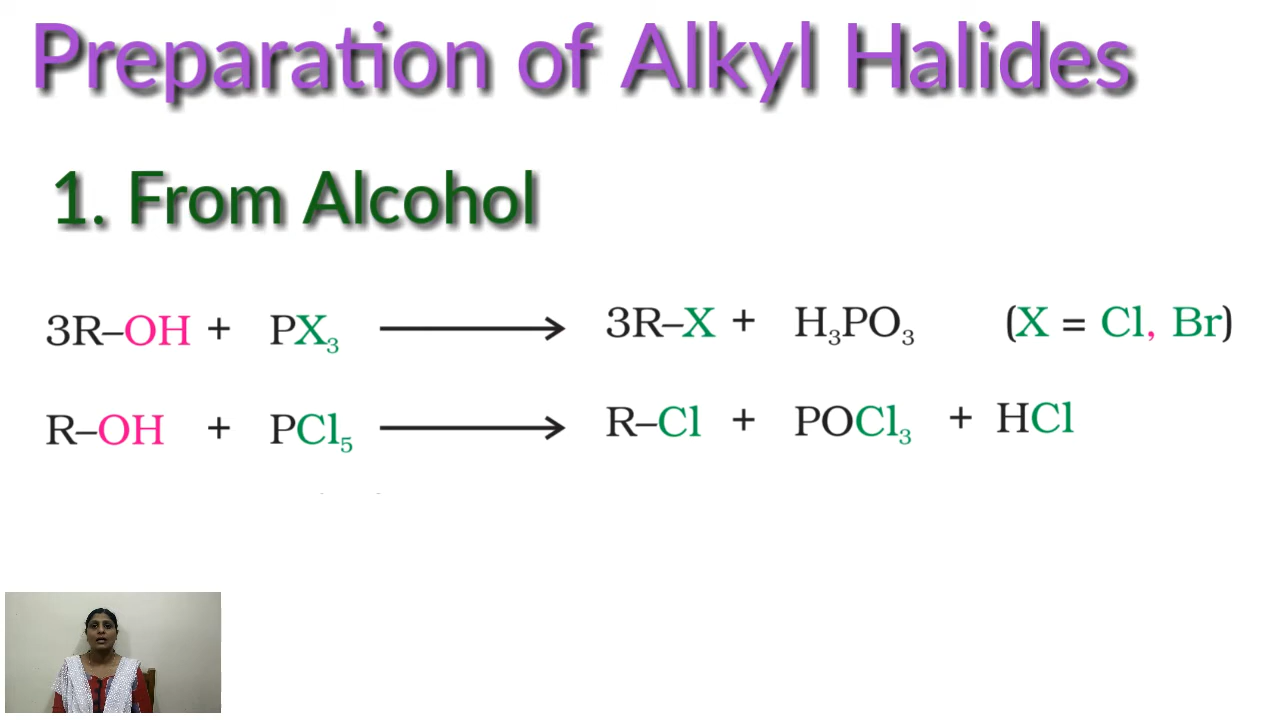 Preparation of Alkyl Halides
1. From Alcohol
3R–OH + PX₃ ⟶ 3R–X + H₃PO₃ (X = Cl, Br)
R–OH + PCl₅ ⟶ R–Cl + POCl₃ + HCl